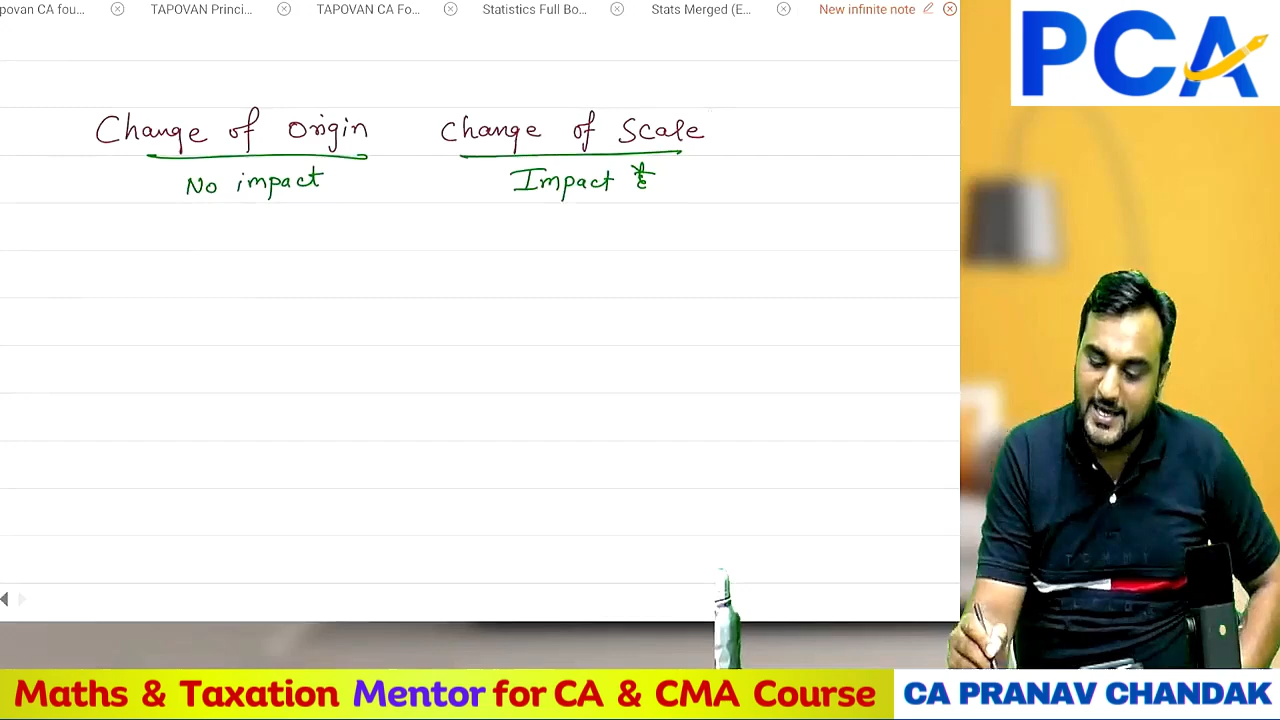 povan CA fou... TAPOVAN Princi... TAPOVAN CA Fo... Statistics Full Bo... Stats Merged (E... New infinite note
PCA
Change of Origin Change of Scale
No impact Impact
TOMMY
Maths & Taxation Mentor for CA & CMA Course CA PRANAV CHANDAK